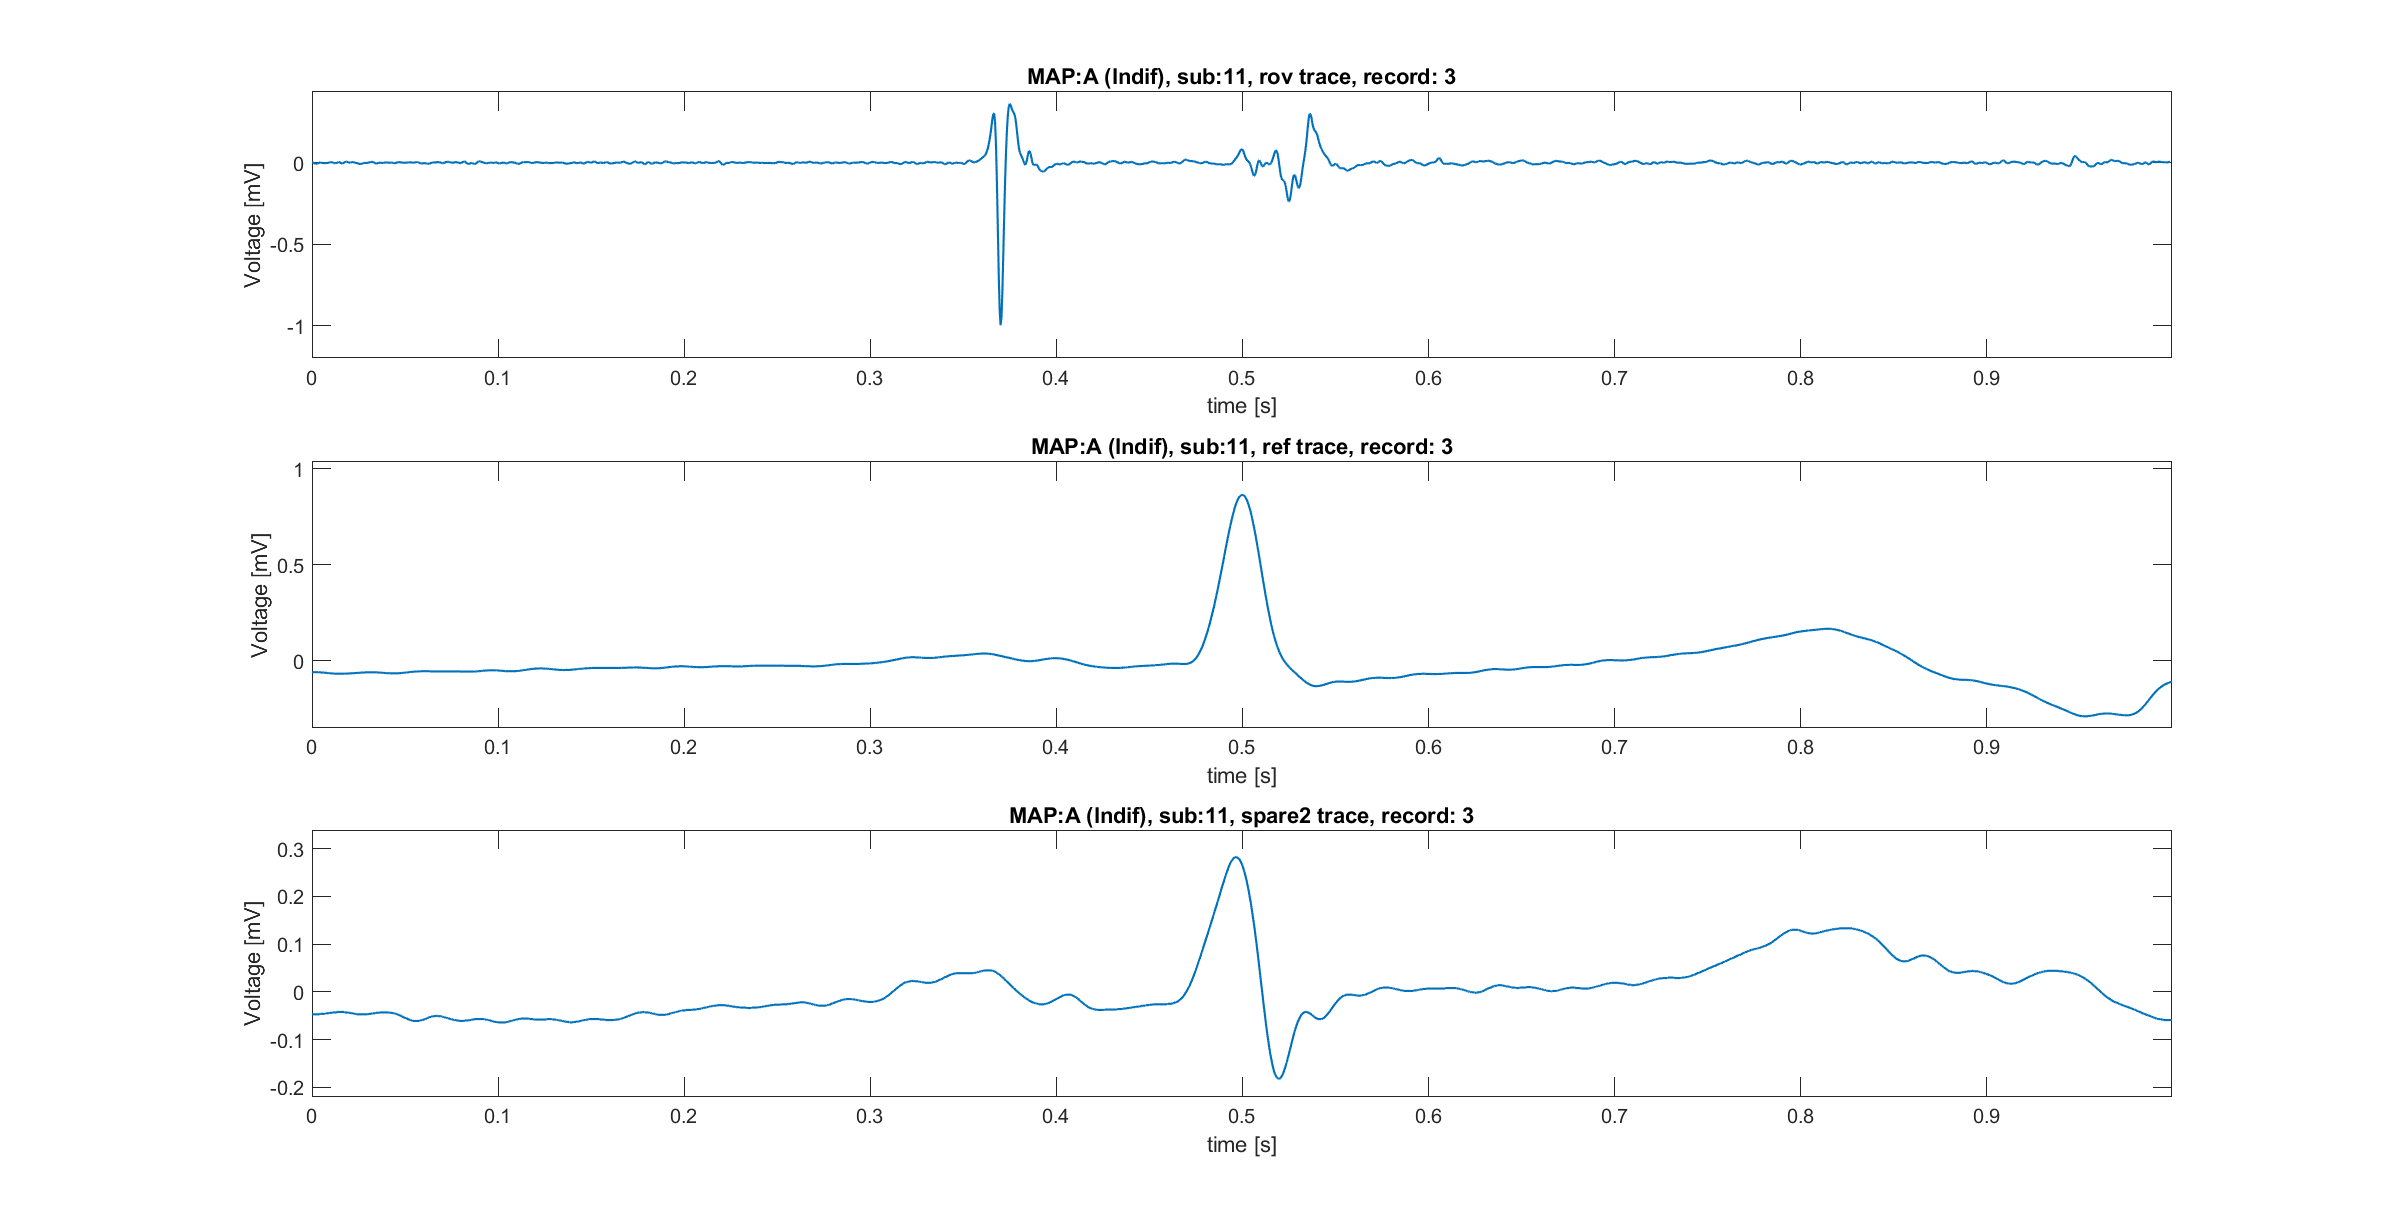 MAP:A (Indif), sub:11, rov trace, record: 3
Voltage [mV]
0
-0.5
-1
0 0.1 0.2 0.3 0.4 0.5 0.6 0.7 0.8 0.9
time [s]
MAP:A (Indif), sub:11, ref trace, record: 3
Voltage [mV]
1
0.5
0
0 0.1 0.2 0.3 0.4 0.5 0.6 0.7 0.8 0.9
time [s]
MAP:A (Indif), sub:11, spare2 trace, record: 3
Voltage [mV]
0.3
0.2
0.1
0
-0.1
-0.2
0 0.1 0.2 0.3 0.4 0.5 0.6 0.7 0.8 0.9
time [s]